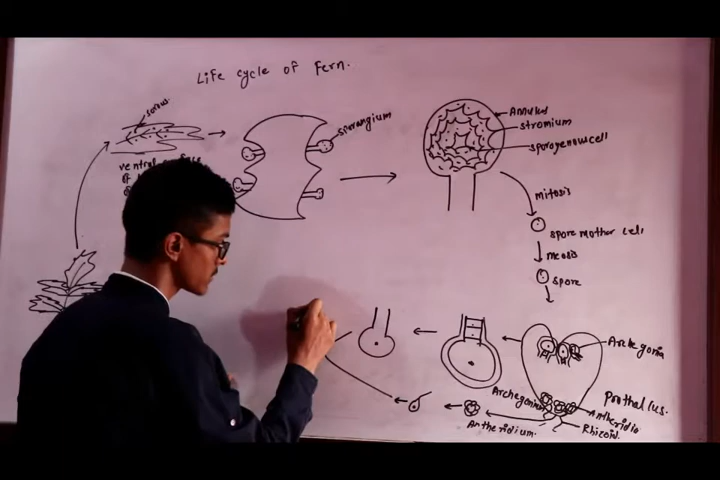 Life cycle of Fern.
sorus
ventral
of
sporangium
Annulus
stromium
sporogenous cell
mitosis
spore mother cell
meosis
spore
Archegonia
Prothallus.
Archegonium
Antheridia
Rhizoid.
Antheridium.